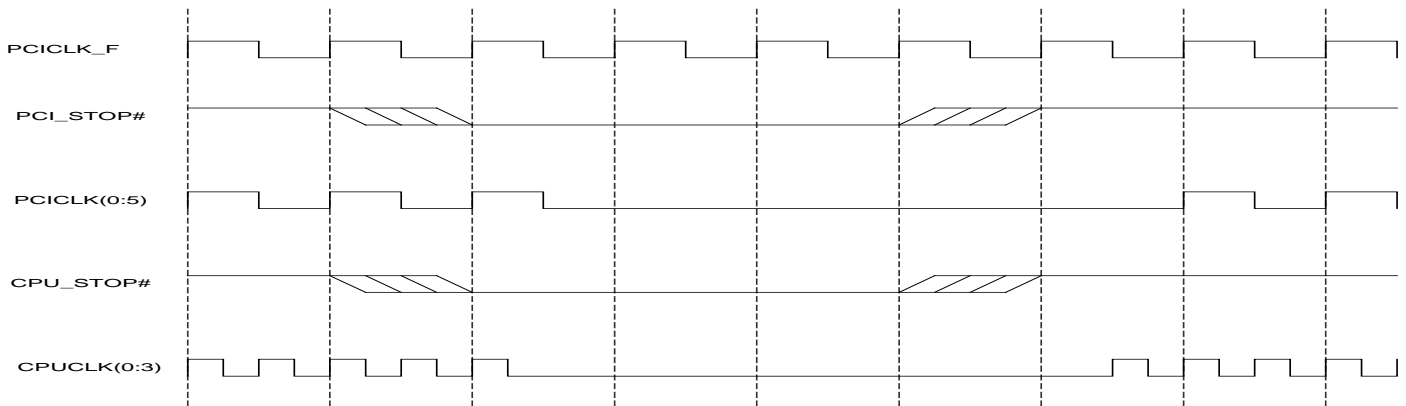 PCICLK_F
PCI_STOP#
PCICLK(0:5)
CPU_STOP#
CPUCLK(0:3)